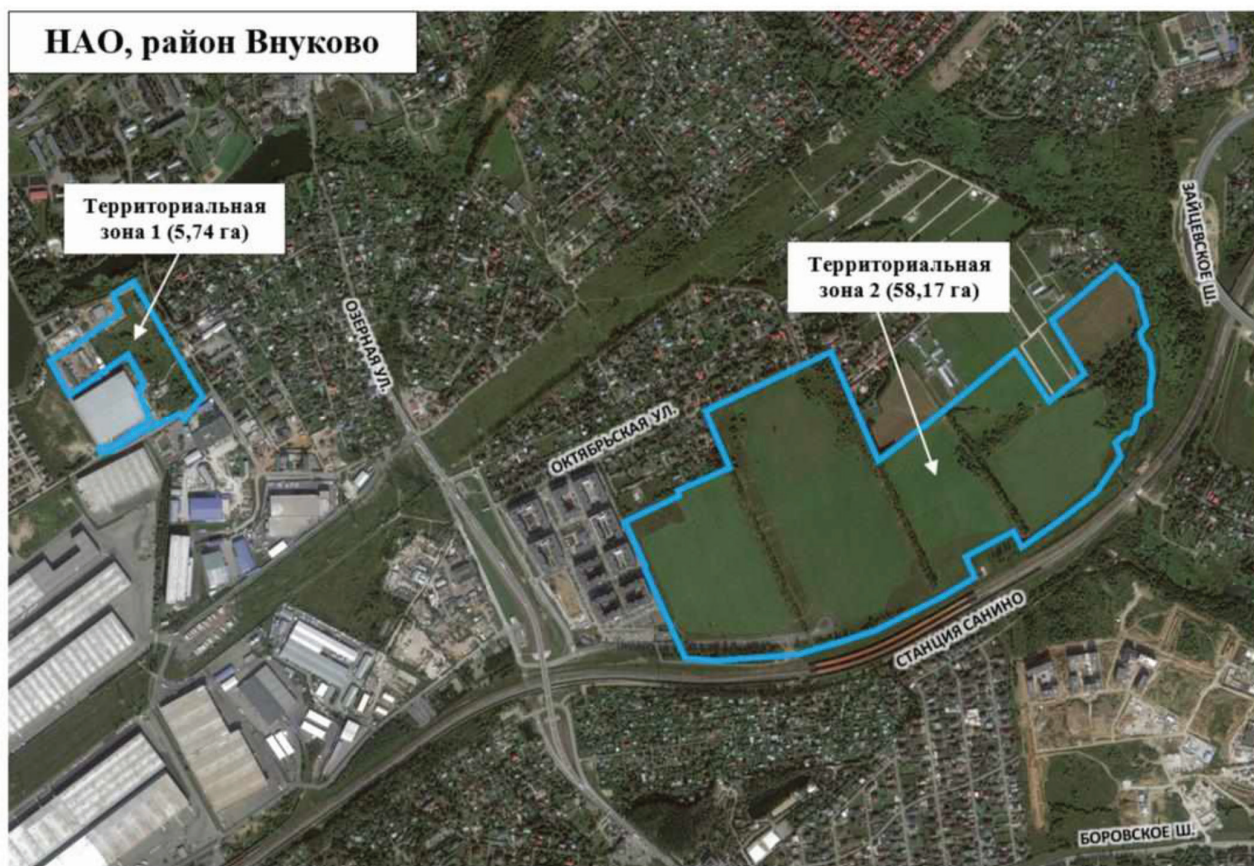 НАО, район Внуково
Территориальная
зона 1 (5,74 га)
Территориальная
зона 2 (58,17 га)
ЗАЙЦЕВСКОЕ Ш.
ОЗЕРНАЯ УЛ.
ОКТЯБРЬСКАЯ УЛ.
СТАНЦИЯ САНИНО
БОРОВСКОЕ Ш.